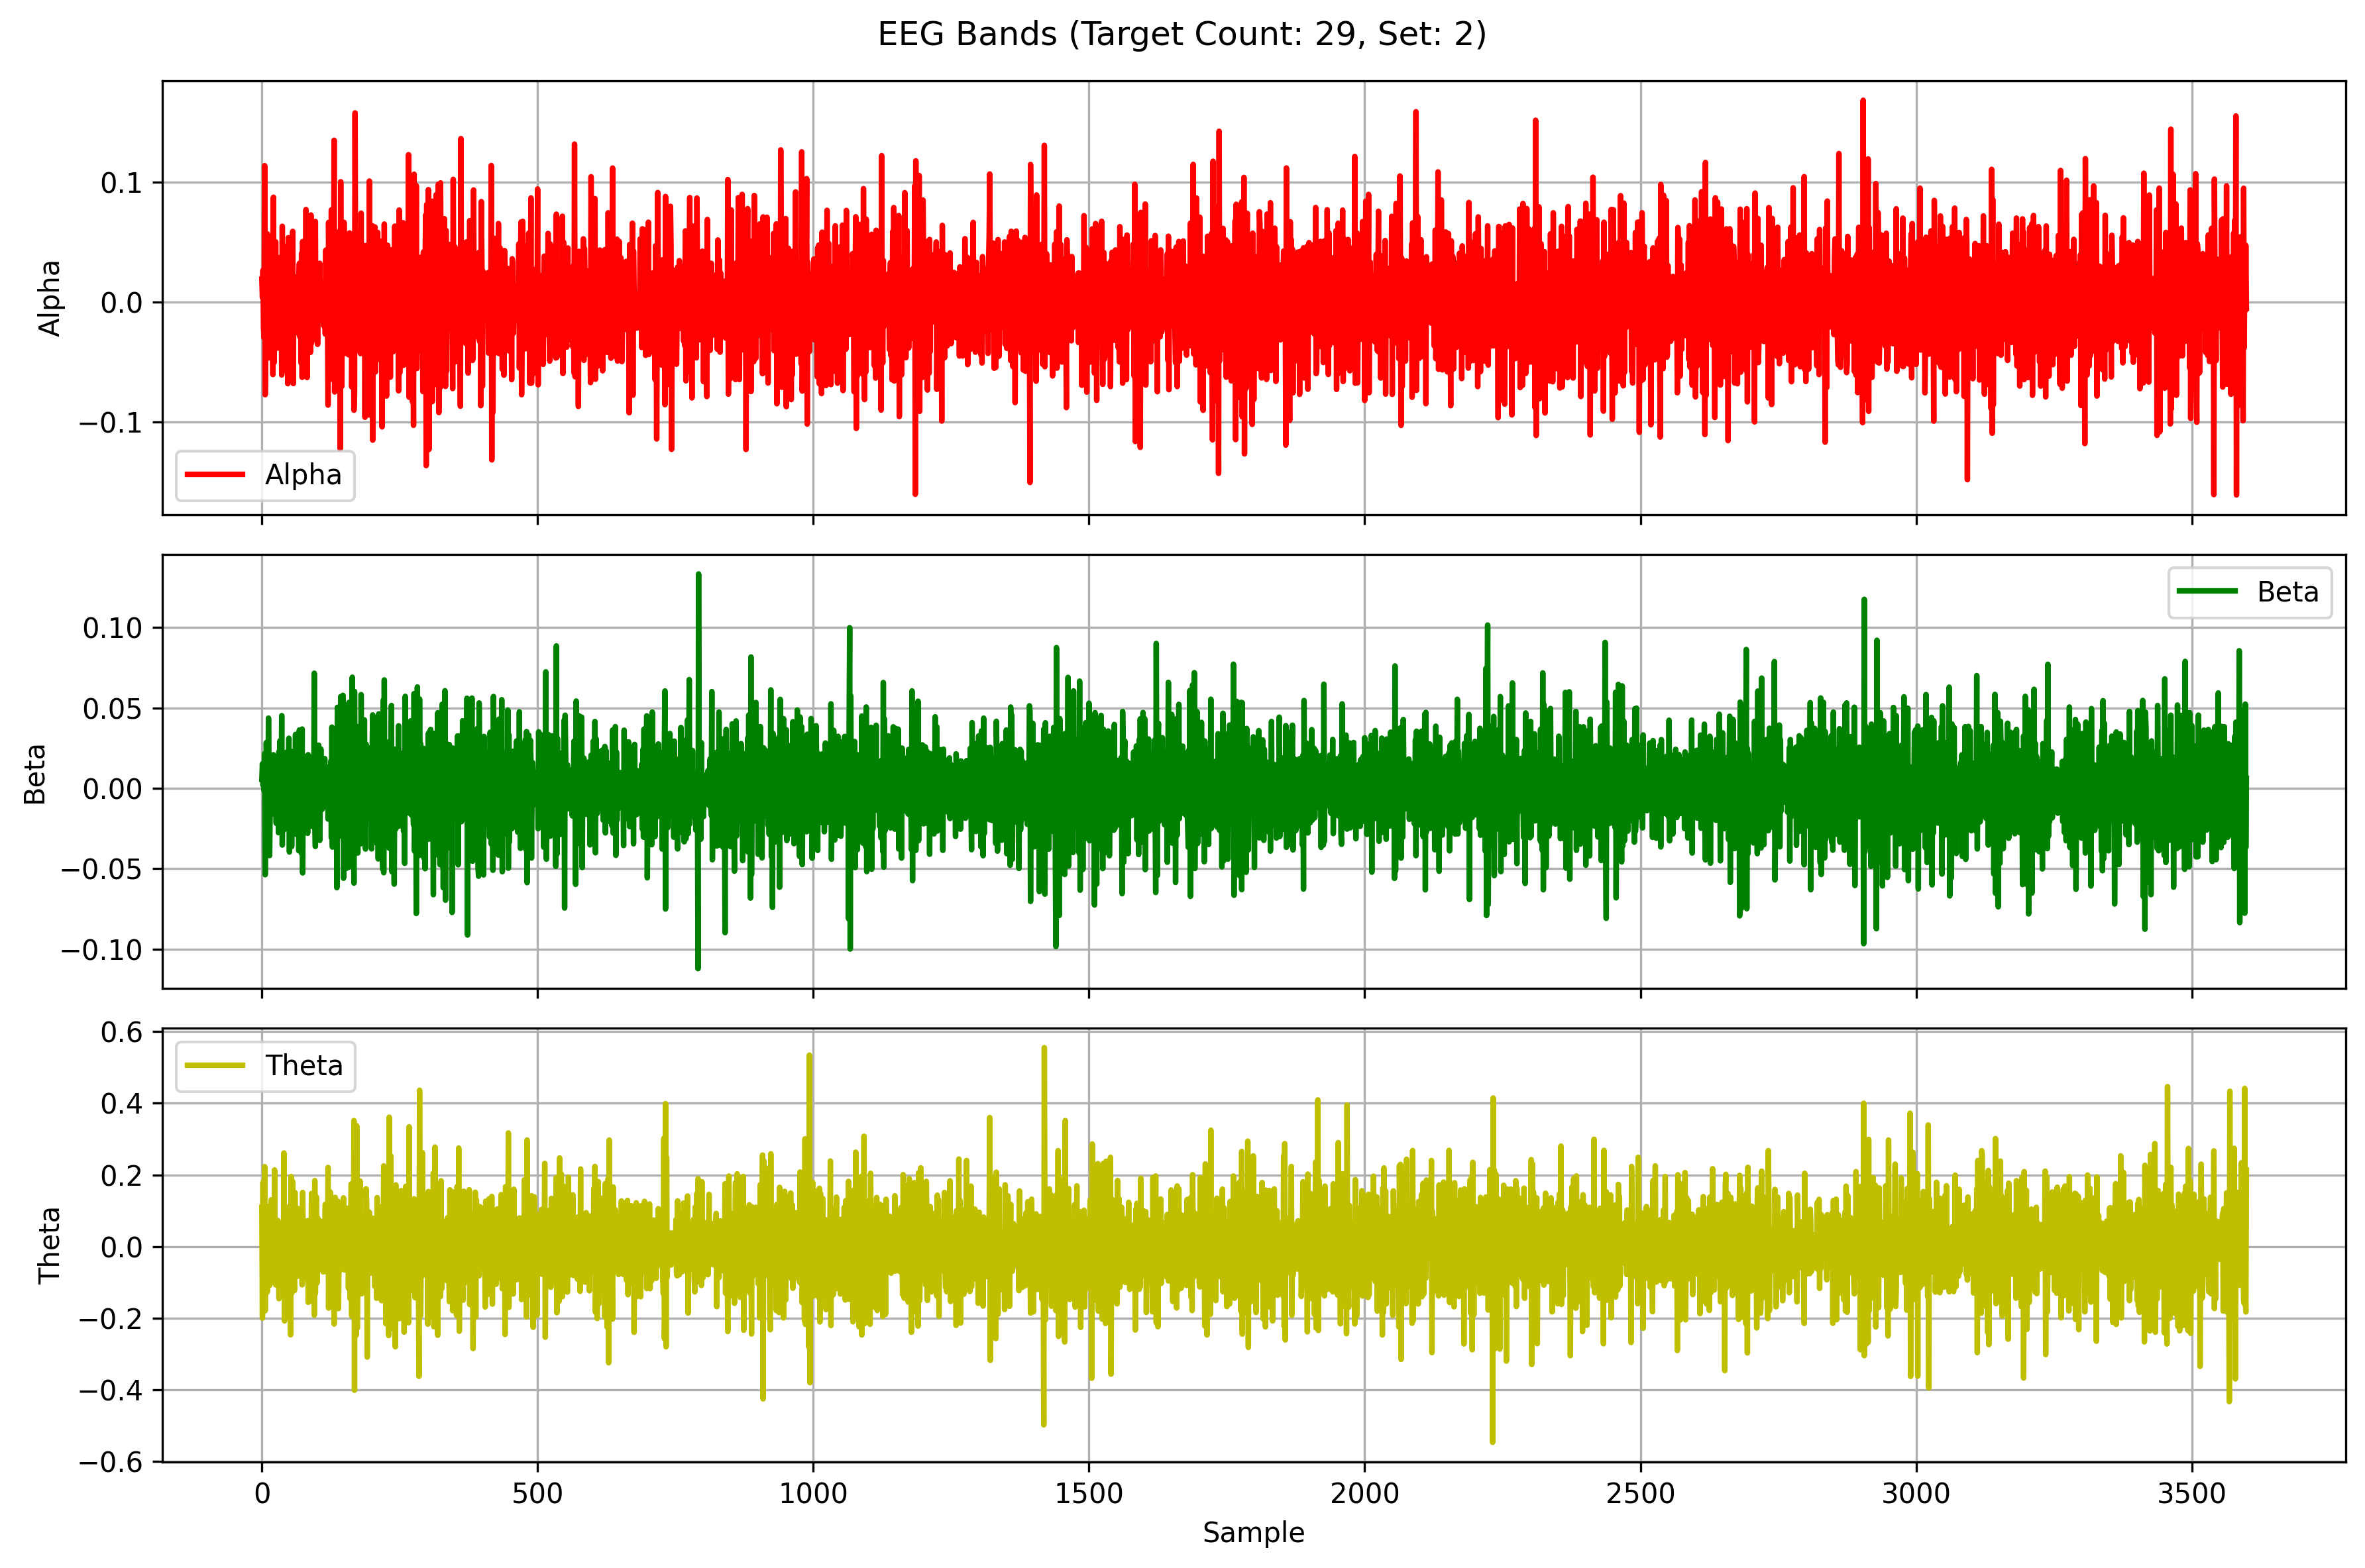 EEG Bands (Target Count: 29, Set: 2)
0.1
0.0
−0.1
Alpha
Alpha
0.10
0.05
0.00
−0.05
−0.10
Beta
Beta
0.6
0.4
0.2
0.0
−0.2
−0.4
−0.6
Theta
Theta
0 500 1000 1500 2000 2500 3000 3500
Sample